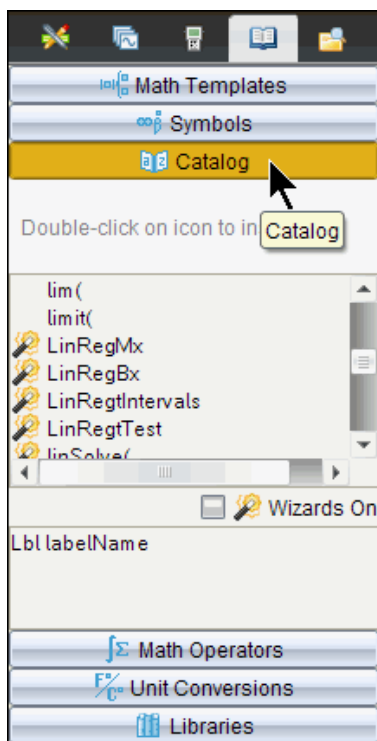 Math Templates
Symbols
Catalog
Double-click on icon to in
Catalog
lim(
limit(
LinRegMx
LinRegBx
LinRegtIntervals
LinRegtTest
linSolve(
Wizards On
Lbl labelName
Math Operators
Unit Conversions
Libraries